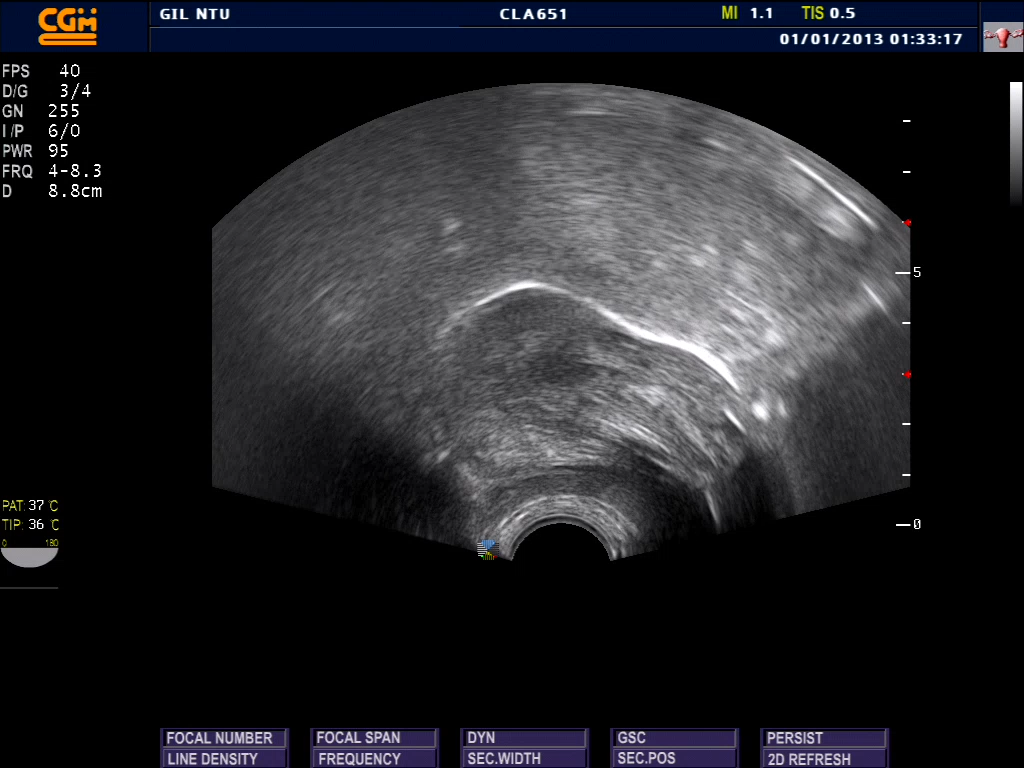 CGM
GIL NTU CLA651 MI 1.1 TIS 0.5
01/01/2013 01:33:17
FPS 40
D/G 3/4
GN 255
I/P 6/0
PWR 95
FRQ 4-8.3
D 8.8cm
5
PAT: 37 °C
TIP: 36 °C
0 180
0
FOCAL NUMBER FOCAL SPAN DYN GSC PERSIST
LINE DENSITY FREQUENCY SEC.WIDTH SEC.POS 2D REFRESH